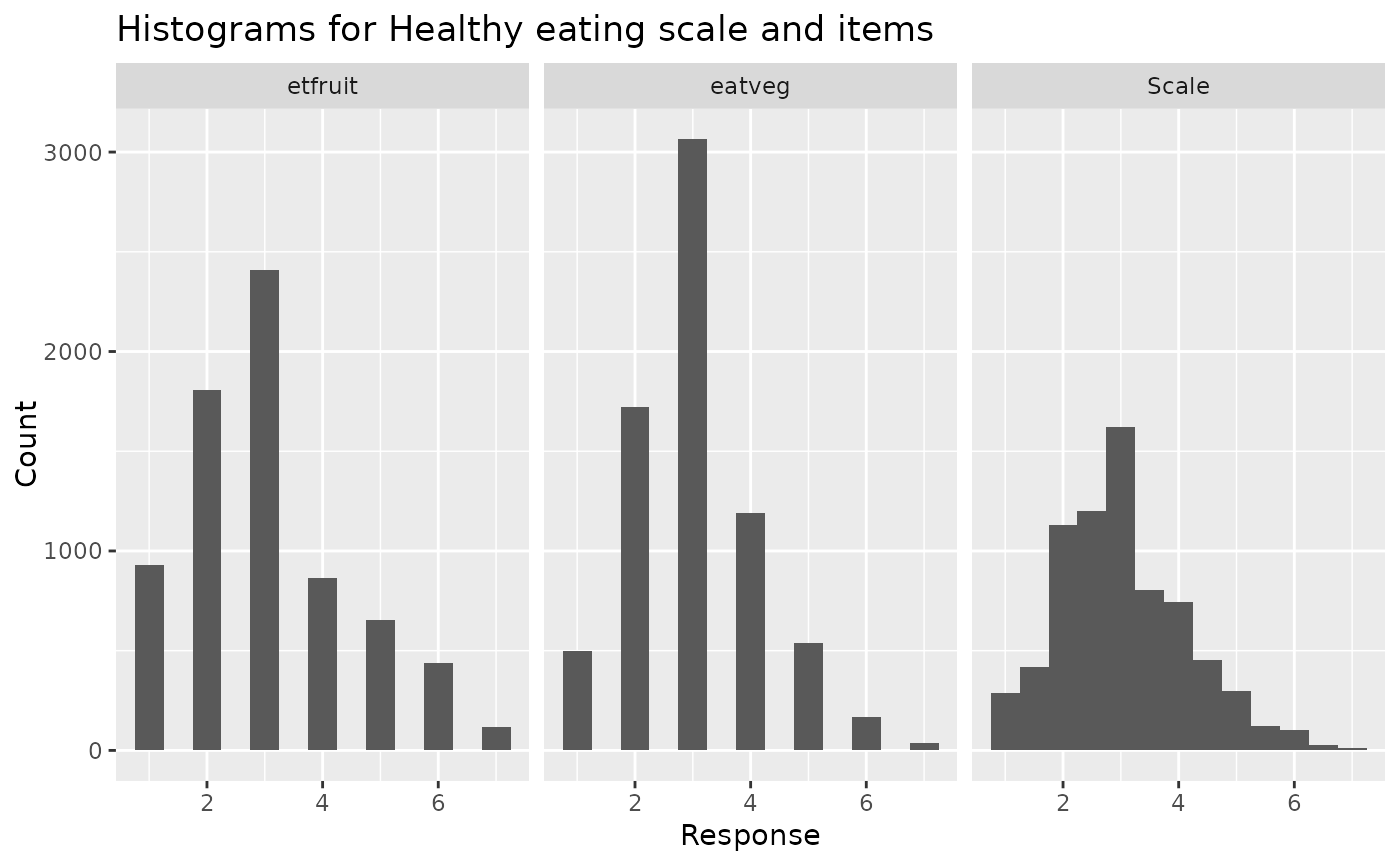 Histograms for Healthy eating scale and items
etfruit eatveg Scale
3000
2000
1000
0
Count
2 4 6 2 4 6 2 4 6
Response